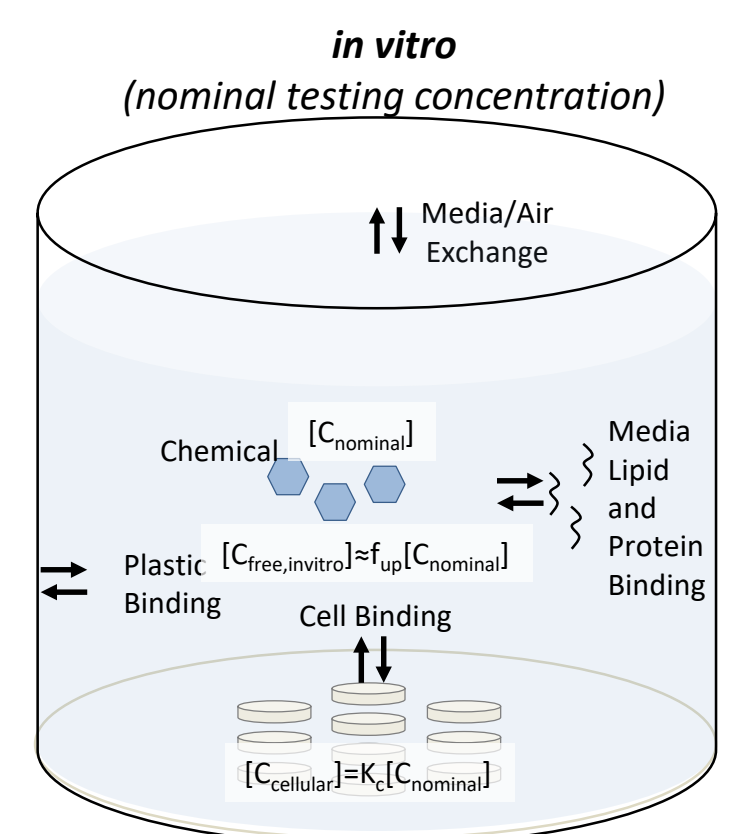 in vitro
(nominal testing concentration)
Media/Air
Exchange
[Cnominal]
Chemical
Media
Lipid
and
Protein
Binding
[Cfree,invitro]≈fup[Cnominal]
Plastic
Binding
Cell Binding
[Ccellular]=Kc[Cnominal]